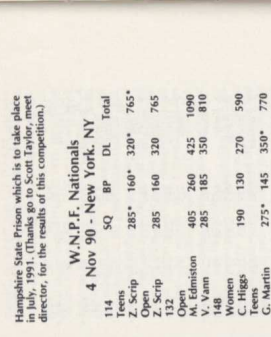 Hampshire State Prison which is to take place
in July, 1991. (Thanks go to Scott Taylor, meet
director, for the results of this competition.)
W.N.P.F. Nationals
4 Nov 90 - New York. NY
114 SQ BP DL Total
Teens
Z. Scrip 285* 160* 320* 765*
Open
Z. Scrip 285 160 320 765
132
Open
M. Edmiston 405 260 425 1090
V. Vann 285 185 350 810
148
Women
C. Higgs 190 130 270 590
Teens
G. Martin 275* 145 350* 770